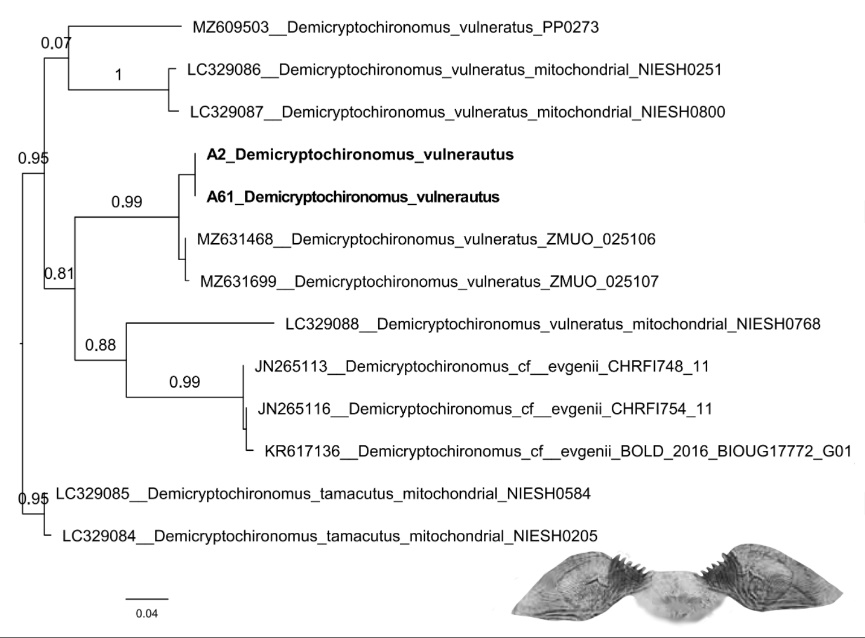 MZ609503__Demicryptochironomus_vulneratus_PP0273
0.07
LC329086__Demicryptochironomus_vulneratus_mitochondrial_NIESH0251
1
LC329087__Demicryptochironomus_vulneratus_mitochondrial_NIESH0800
0.95
A2_Demicryptochironomus_vulnerautus
0.99
A61_Demicryptochironomus_vulnerautus
MZ631468__Demicryptochironomus_vulneratus_ZMUO_025106
0.81
MZ631699__Demicryptochironomus_vulneratus_ZMUO_025107
LC329088__Demicryptochironomus_vulneratus_mitochondrial_NIESH0768
0.88
JN265113__Demicryptochironomus_cf__evgenii_CHRFI748_11
0.99
JN265116__Demicryptochironomus_cf__evgenii_CHRFI754_11
KR617136__Demicryptochironomus_cf__evgenii_BOLD_2016_BIOUG17772_G01
0.95
LC329085__Demicryptochironomus_tamacutus_mitochondrial_NIESH0584
LC329084__Demicryptochironomus_tamacutus_mitochondrial_NIESH0205
0.04